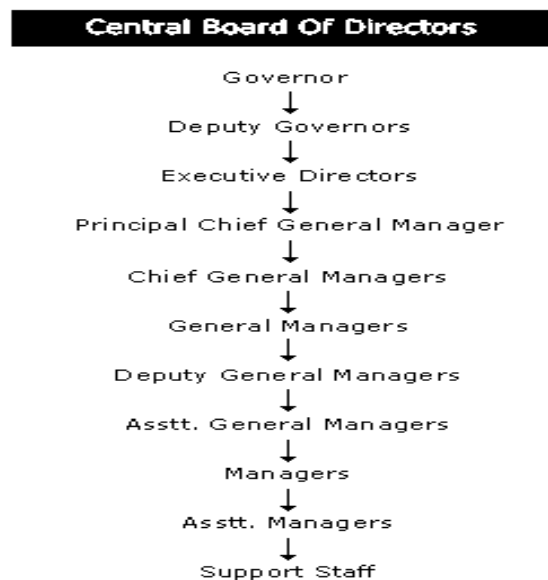 Central Board Of Directors
Governor
Deputy Governors
Executive Directors
Principal Chief General Manager
Chief General Managers
General Managers
Deputy General Managers
Asstt. General Managers
Managers
Asstt. Managers
Support Staff